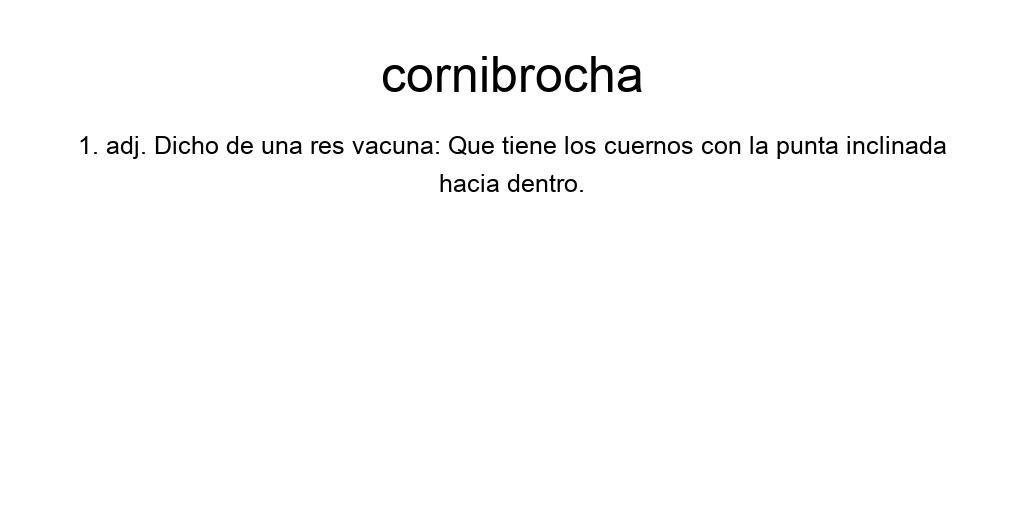 cornibrocha
1. adj. Dicho de una res vacuna: Que tiene los cuernos con la punta inclinada
hacia dentro.